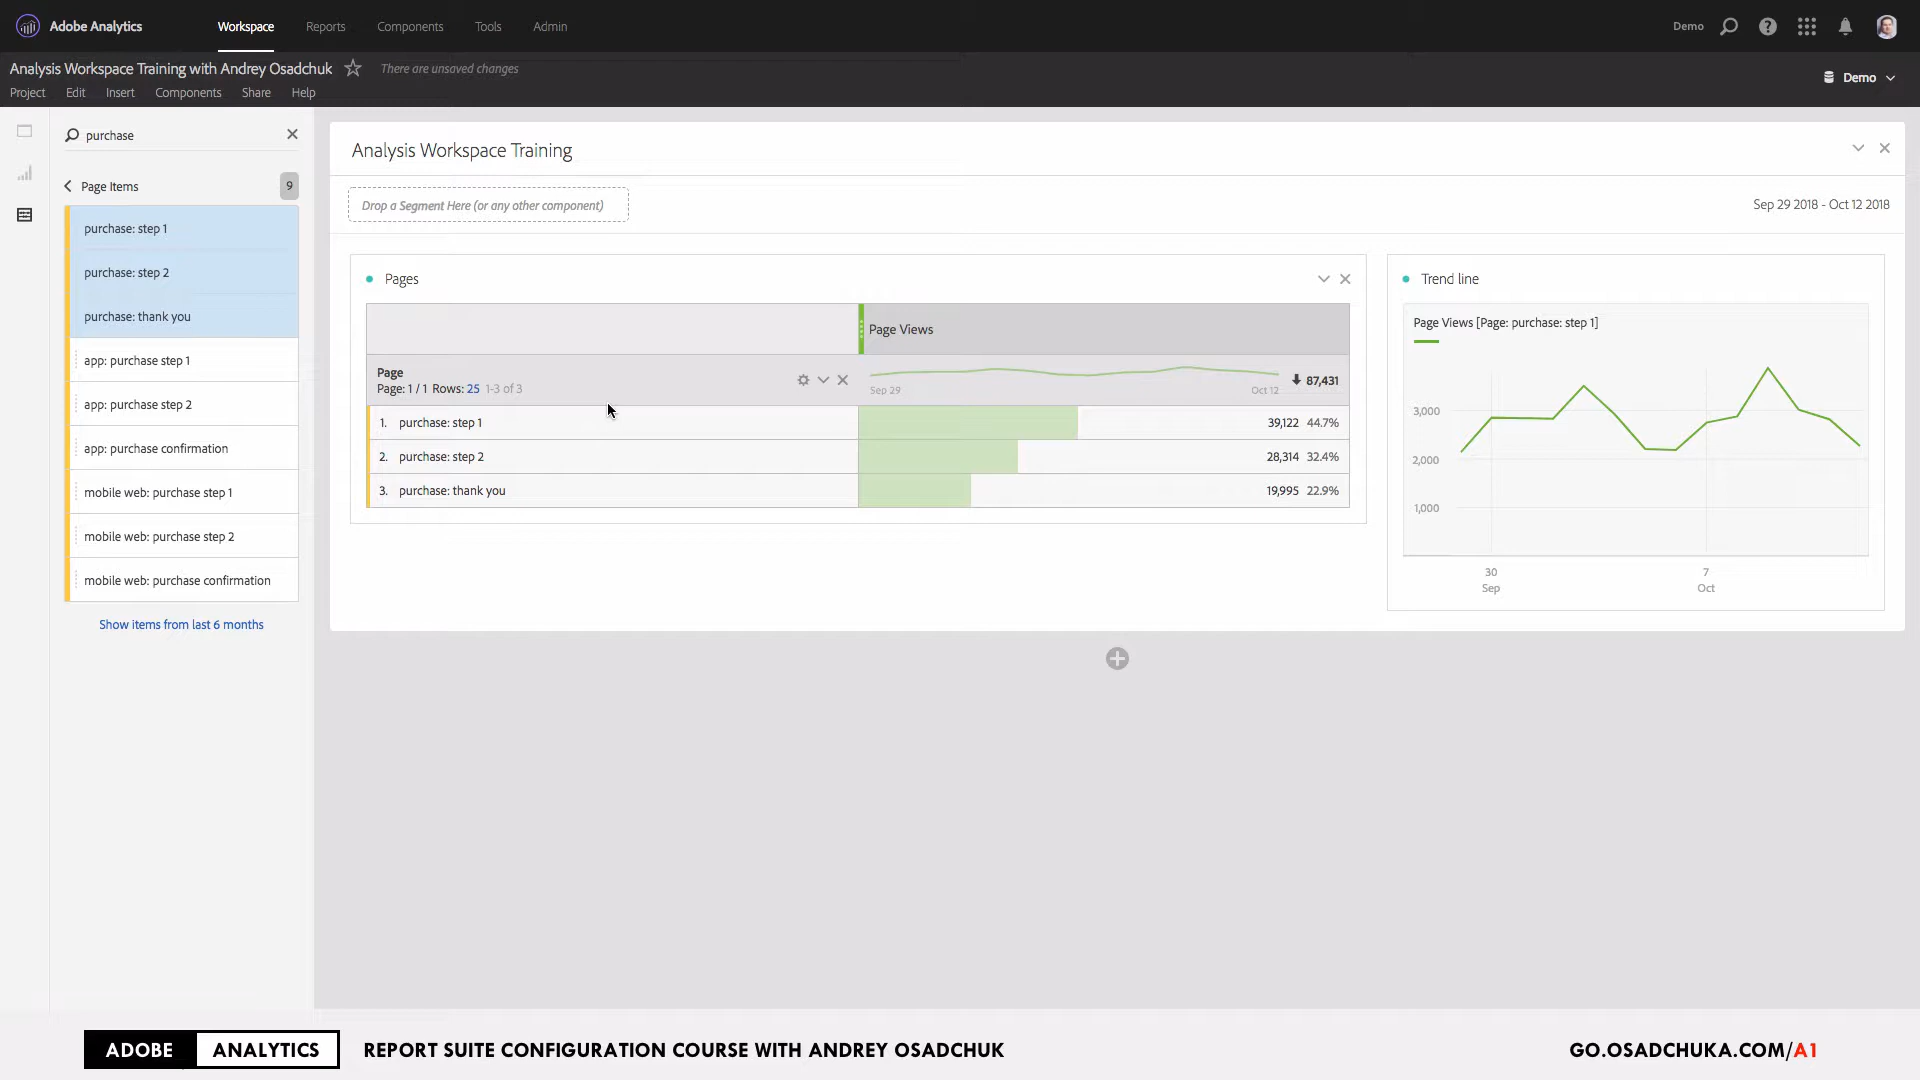 Adobe Analytics
Workspace
Reports
Components
Tools
Admin
Demo
Analysis Workspace Training with Andrey Osadchuk
There are unsaved changes
Demo
Project
Edit
Insert
Components
Share
Help
purchase
Page Items
9
purchase: step 1
purchase: step 2
purchase: thank you
app: purchase step 1
app: purchase step 2
app: purchase confirmation
mobile web: purchase step 1
mobile web: purchase step 2
mobile web: purchase confirmation
Show items from last 6 months
Analysis Workspace Training
Drop a Segment Here (or any other component)
Sep 29 2018 - Oct 12 2018
Pages
Page Views
Page
Page: 1 / 1 Rows: 25 1-3 of 3
Sep 29
Oct 12
87,431
1. purchase: step 1 39,122 44.7%
2. purchase: step 2 28,314 32.4%
3. purchase: thank you 19,995 22.9%
Trend line
Page Views [Page: purchase: step 1]
3,000
2,000
1,000
30
Sep
7
Oct
ADOBE ANALYTICS
REPORT SUITE CONFIGURATION COURSE WITH ANDREY OSADCHUK
GO.OSADCHUKA.COM/A1